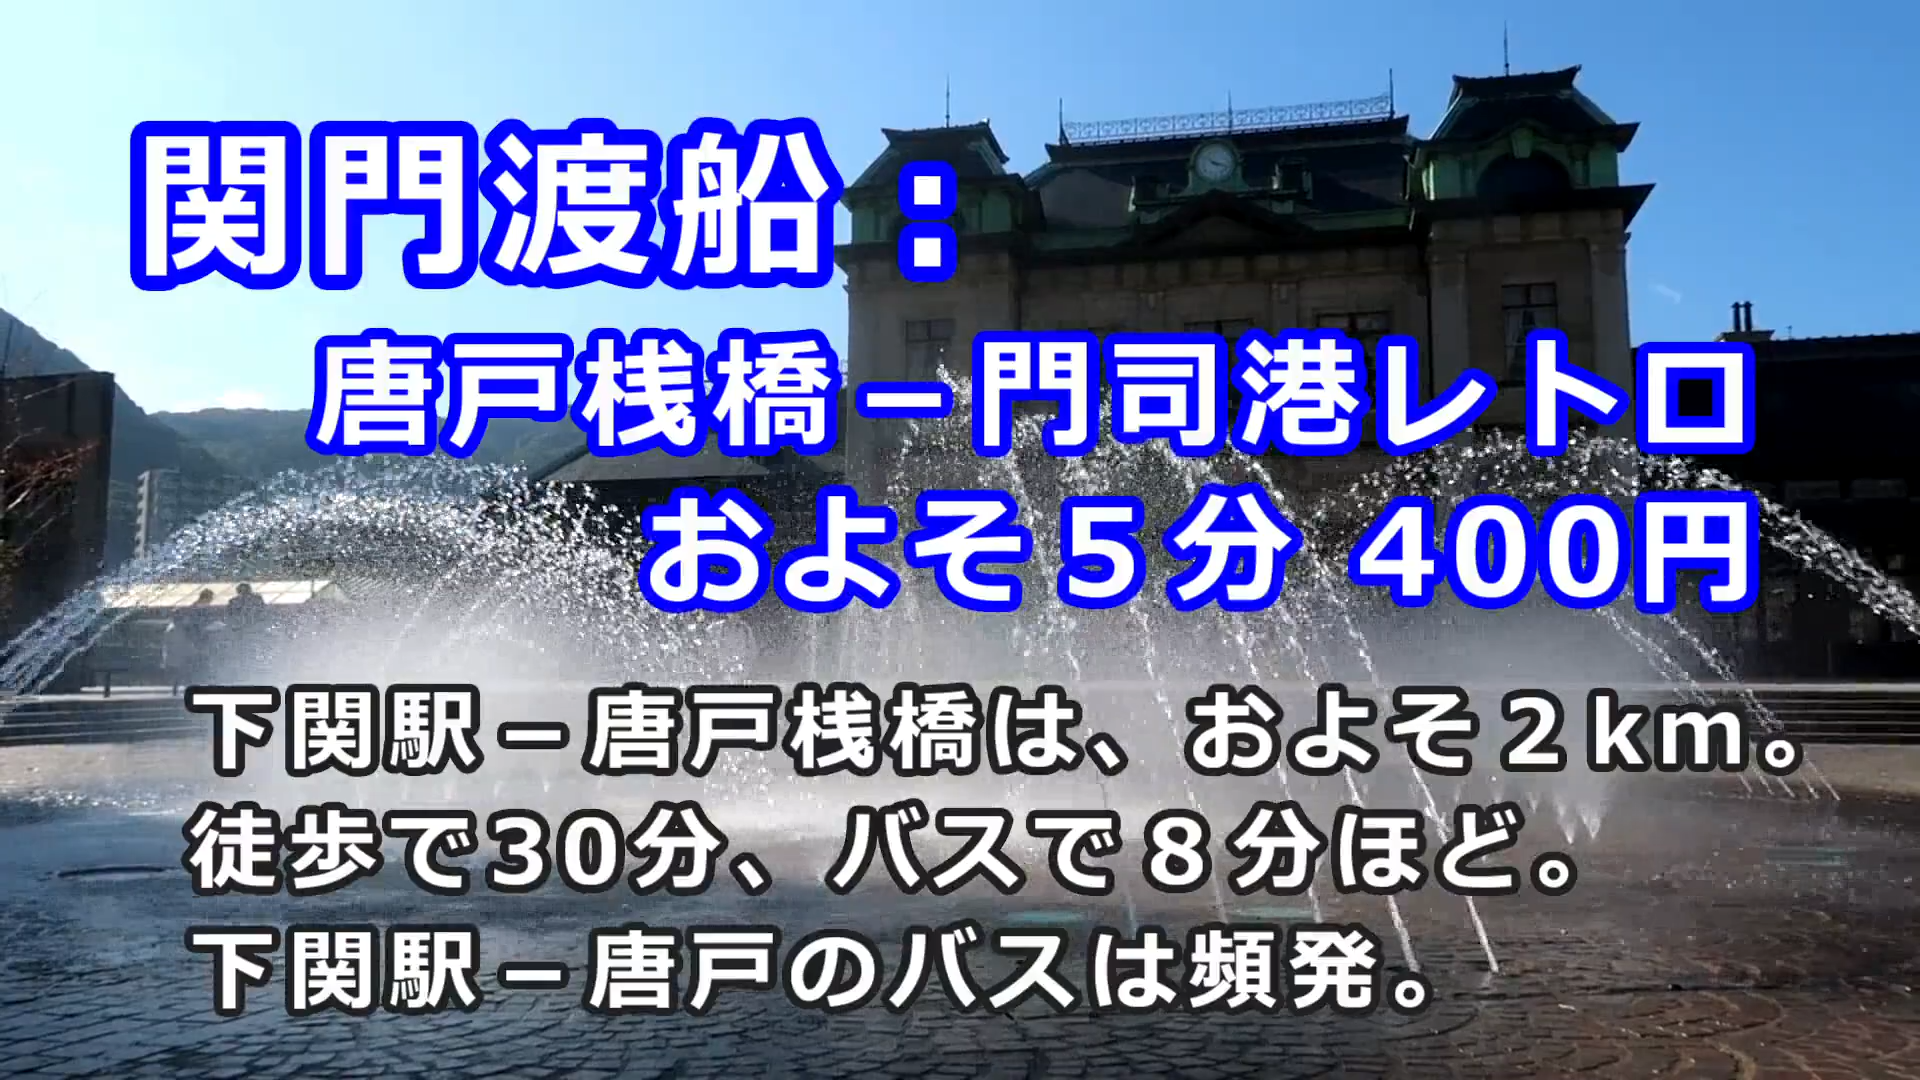 関門渡船：
唐戸桟橋－門司港レトロ
およそ５分 400円
下関駅－唐戸桟橋は、およそ２km。
徒歩で30分、バスで８分ほど。
下関駅－唐戸のバスは頻発。